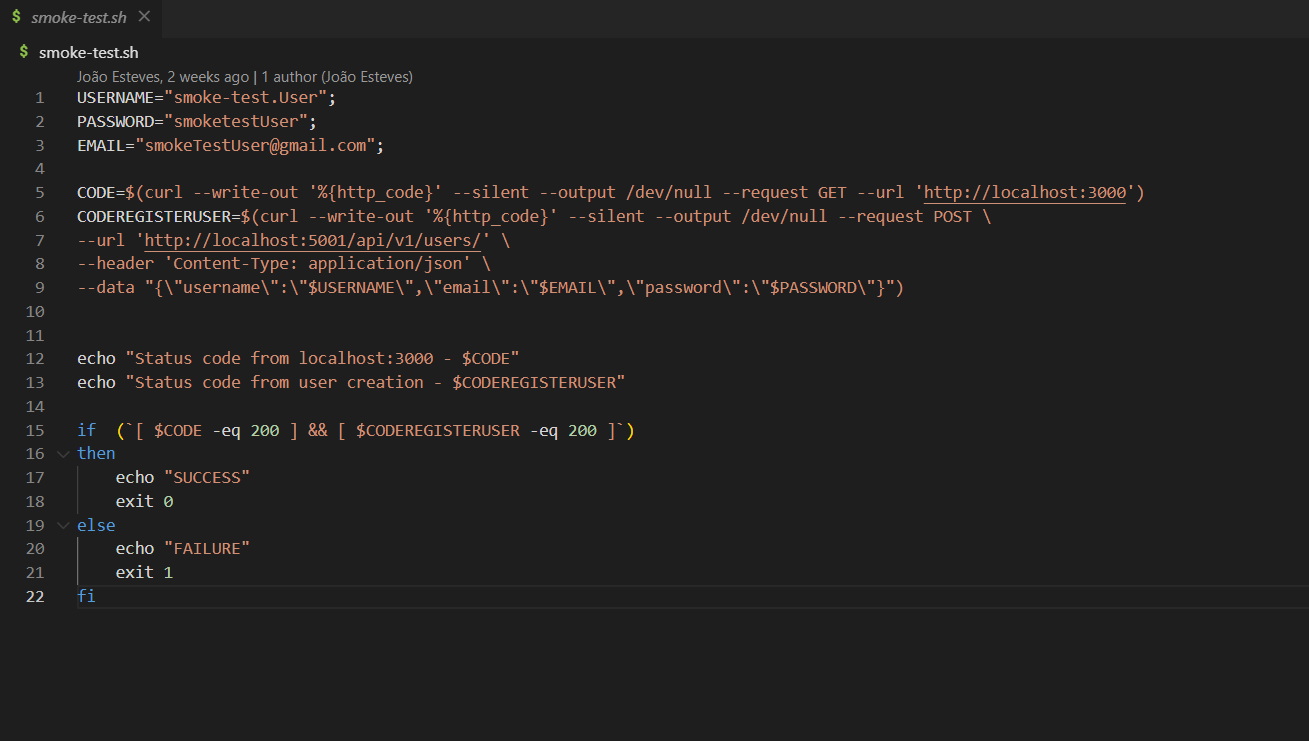 $ smoke-test.sh ×
$ smoke-test.sh
João Esteves, 2 weeks ago | 1 author (João Esteves)
1 USERNAME="smoke-test.User";
2 PASSWORD="smoketestUser";
3 EMAIL="smokeTestUser@gmail.com";
4
5 CODE=$(curl --write-out '%{http_code}' --silent --output /dev/null --request GET --url 'http://localhost:3000')
6 CODEREGISTERUSER=$(curl --write-out '%{http_code}' --silent --output /dev/null --request POST \
7 --url 'http://localhost:5001/api/v1/users/' \
8 --header 'Content-Type: application/json' \
9 --data "{\"username\":\"$USERNAME\",\"email\":\"$EMAIL\",\"password\":\"$PASSWORD\"}")
10
11
12 echo "Status code from localhost:3000 - $CODE"
13 echo "Status code from user creation - $CODEREGISTERUSER"
14
15 if  (`[ $CODE -eq 200 ] && [ $CODEREGISTERUSER -eq 200 ]`)
16 then
17     echo "SUCCESS"
18     exit 0
19 else
20     echo "FAILURE"
21     exit 1
22 fi